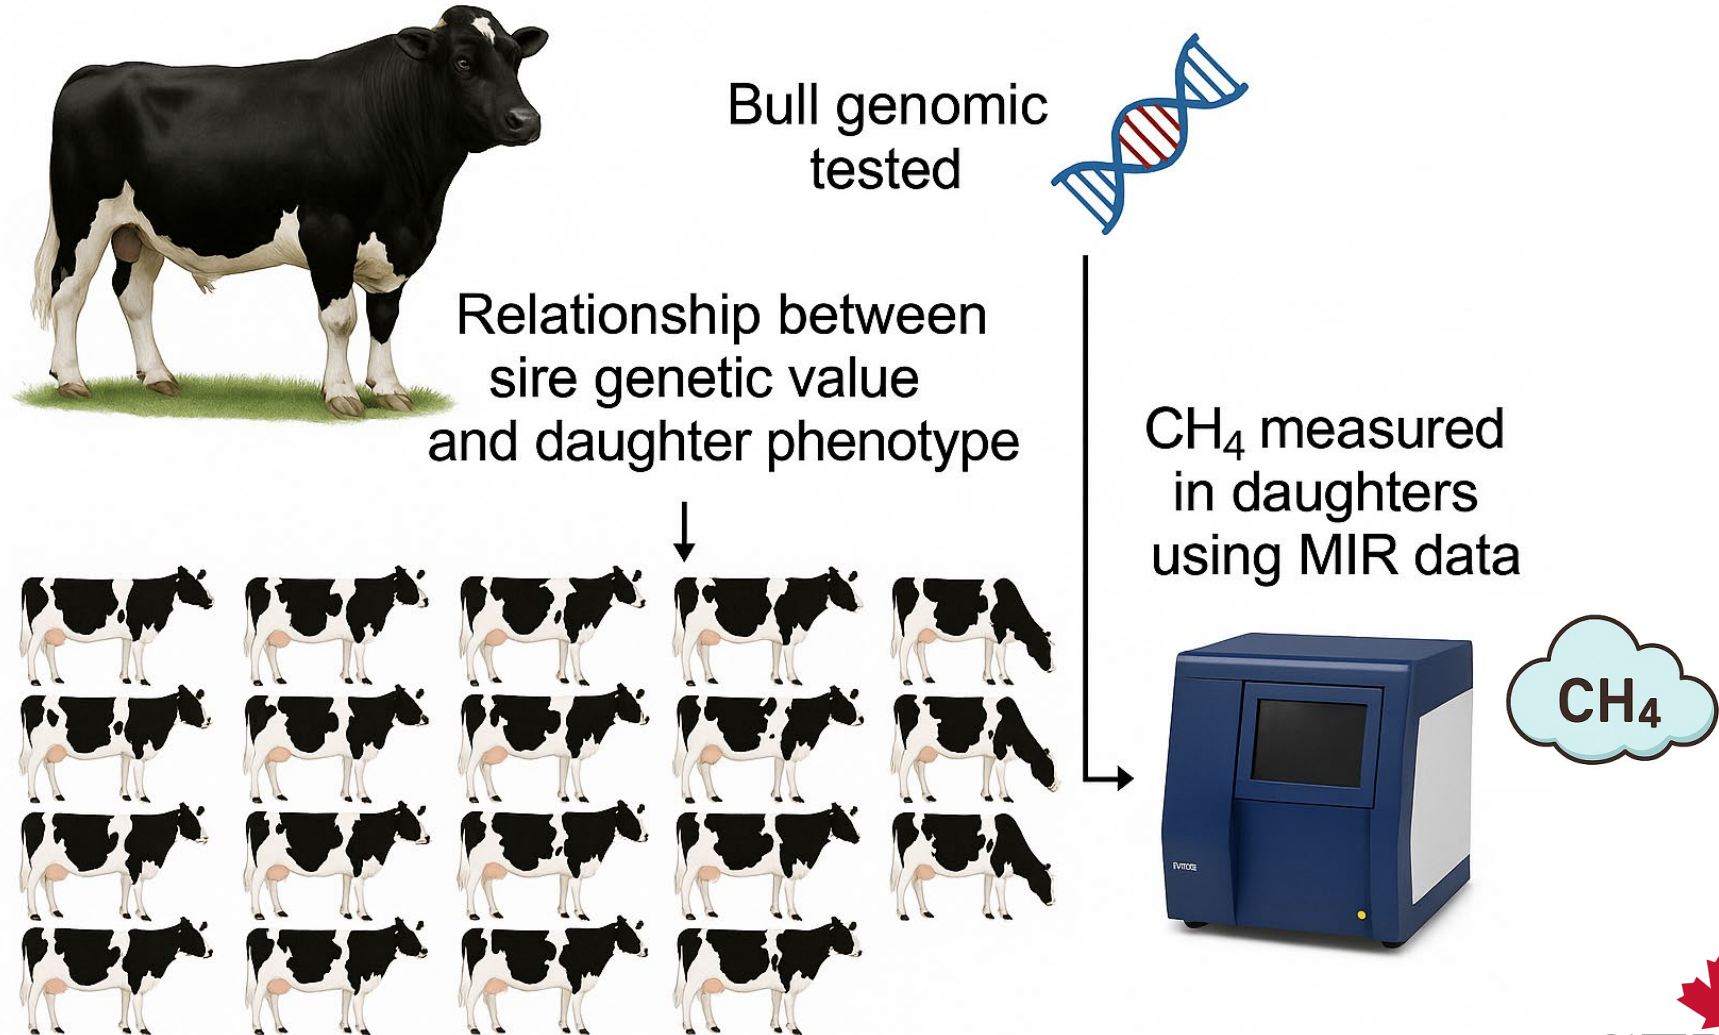 Bull genomic
tested
Relationship between
sire genetic value
and daughter phenotype
CH₄ measured
in daughters
using MIR data
CH₄